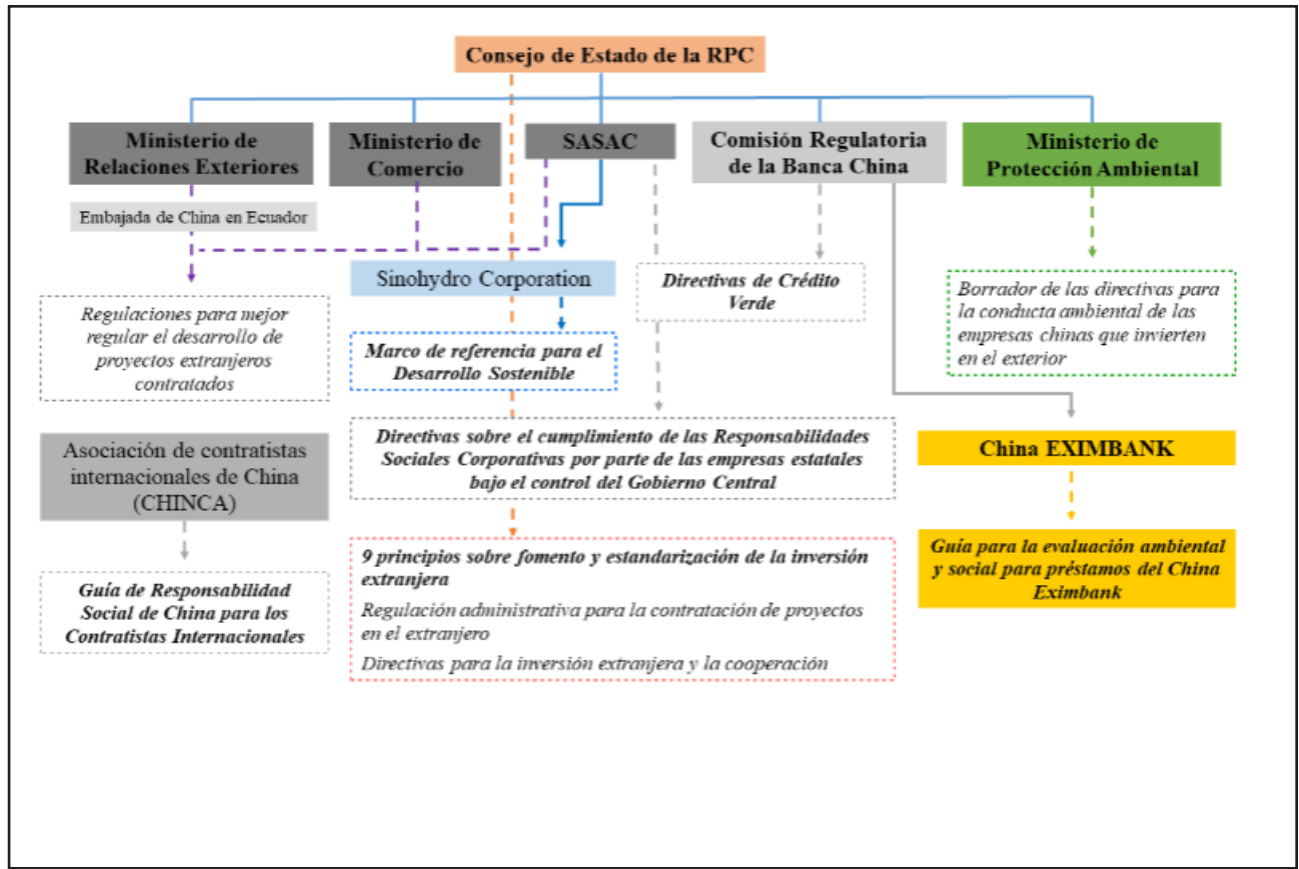 Consejo de Estado de la RPC
Ministerio de
Relaciones Exteriores
Ministerio de
Comercio
SASAC
Comisión Regulatoria
de la Banca China
Ministerio de
Protección Ambiental
Embajada de China en Ecuador
Sinohydro Corporation
Directivas de Crédito
Verde
Borrador de las directivas para
la conducta ambiental de las
empresas chinas que invierten
en el exterior
Regulaciones para mejor
regular el desarrollo de
proyectos extranjeros
contratados
Marco de referencia para el
Desarrollo Sostenible
Asociación de contratistas
internacionales de China
(CHINCA)
Directivas sobre el cumplimiento de las Responsabilidades
Sociales Corporativas por parte de las empresas estatales
bajo el control del Gobierno Central
China EXIMBANK
Guía de Responsabilidad
Social de China para los
Contratistas Internacionales
9 principios sobre fomento y estandarización de la inversión
extranjera
Regulación administrativa para la contratación de proyectos
en el extranjero
Directivas para la inversión extranjera y la cooperación
Guía para la evaluación ambiental
y social para préstamos del China
Eximbank